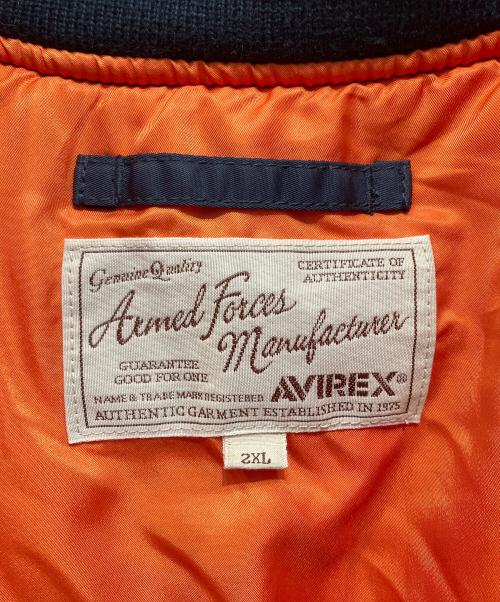 Genuine Quality
CERTIFICATE OF
AUTHENTICITY
Armed Forces
Manufacturer
GUARANTEE
GOOD FOR ONE
NAME & TRADE MARK REGISTERED
AVIREX®
AUTHENTIC GARMENT ESTABLISHED IN 1975
2XL